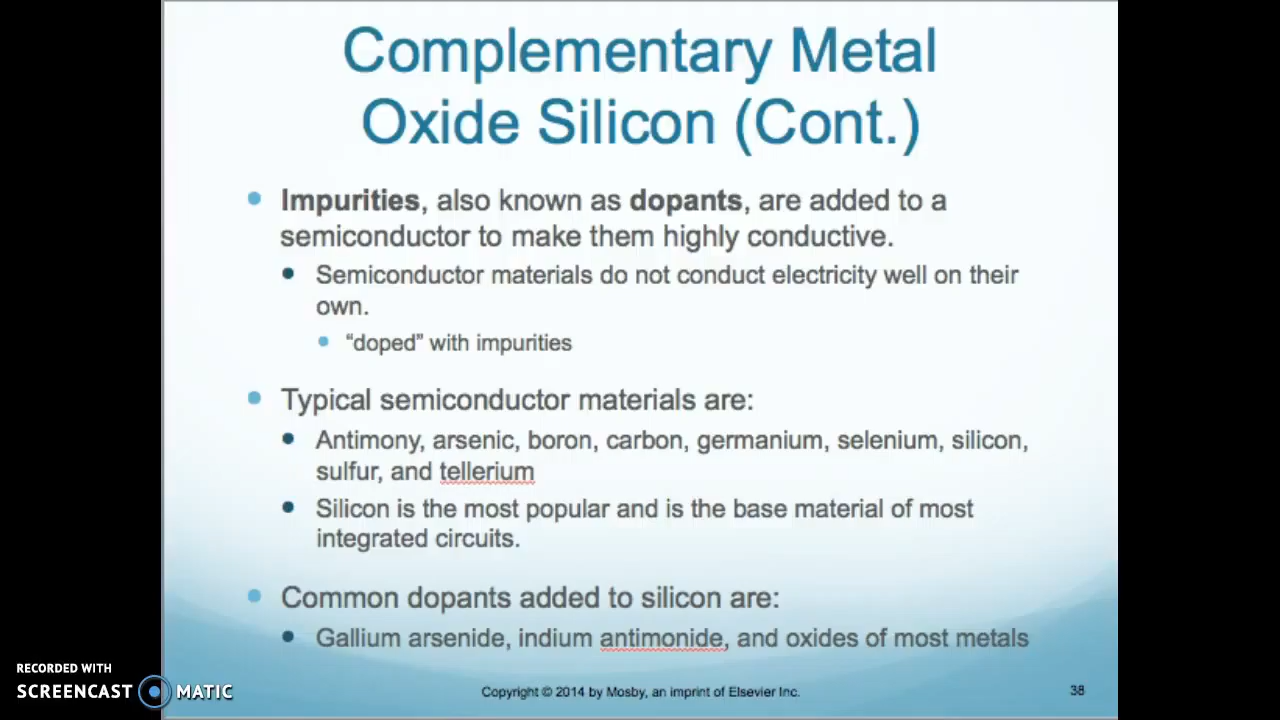 Complementary Metal
Oxide Silicon (Cont.)
Impurities, also known as dopants, are added to a
semiconductor to make them highly conductive.
Semiconductor materials do not conduct electricity well on their
own.
“doped” with impurities
Typical semiconductor materials are:
Antimony, arsenic, boron, carbon, germanium, selenium, silicon,
sulfur, and tellerium
Silicon is the most popular and is the base material of most
integrated circuits.
Common dopants added to silicon are:
Gallium arsenide, indium antimonide, and oxides of most metals
Copyright © 2014 by Mosby, an imprint of Elsevier Inc.
38
RECORDED WITH
SCREENCAST MATIC